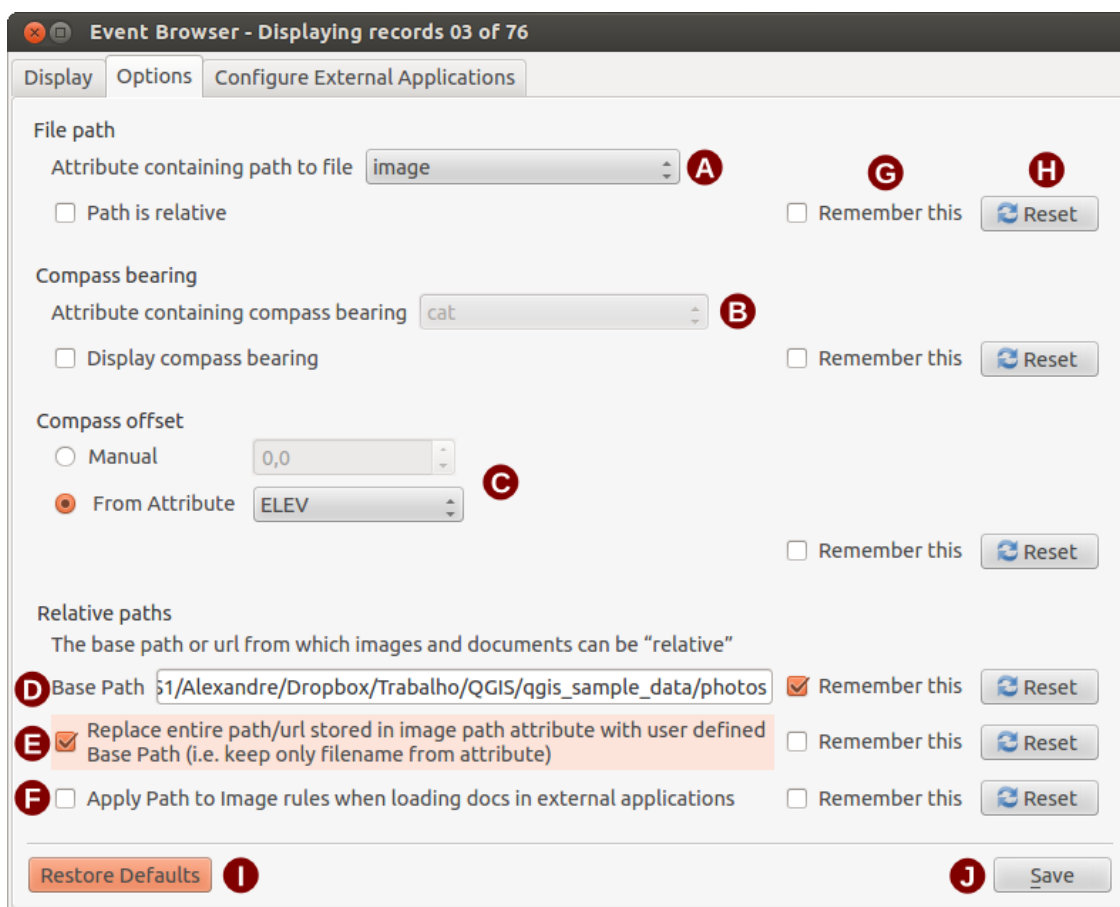 Event Browser - Displaying records 03 of 76
Display Options Configure External Applications
File path
Attribute containing path to file image A G H
Path is relative Remember this Reset
Compass bearing
Attribute containing compass bearing cat B
Display compass bearing Remember this Reset
Compass offset
Manual 0,0
C
From Attribute ELEV
Remember this Reset
Relative paths
The base path or url from which images and documents can be “relative”
D Base Path 51/Alexandre/Dropbox/Trabalho/QGIS/qgis_sample_data/photos Remember this Reset
E Replace entire path/url stored in image path attribute with user defined
Base Path (i.e. keep only filename from attribute) Remember this Reset
F Apply Path to Image rules when loading docs in external applications Remember this Reset
Restore Defaults I J Save